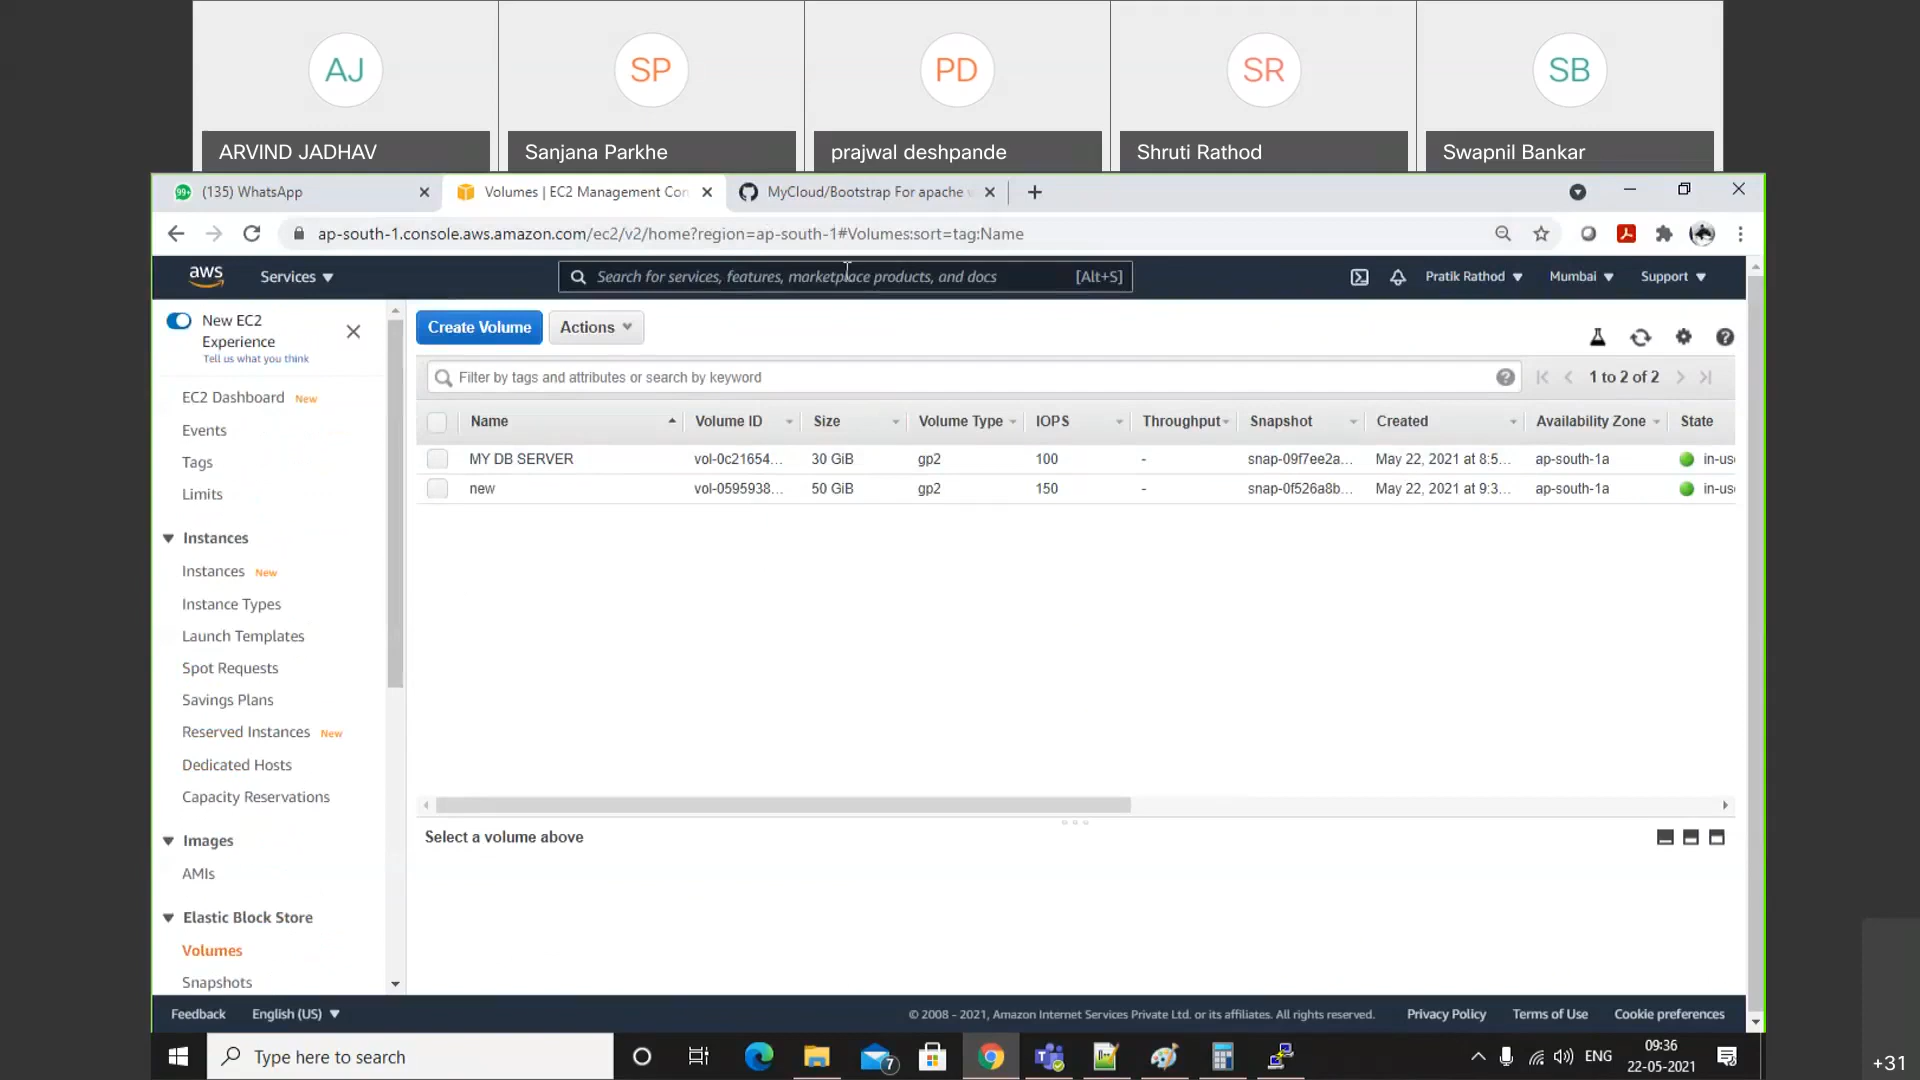 AJ
SP
PD
SR
SB
ARVIND JADHAV
Sanjana Parkhe
prajwal deshpande
Shruti Rathod
Swapnil Bankar
99+
(135) WhatsApp
Volumes | EC2 Management Con
MyCloud/Bootstrap For apache
ap-south-1.console.aws.amazon.com/ec2/v2/home?region=ap-south-1#Volumes:sort=tag:Name
aws
Services
Search for services, features, marketplace products, and docs
[Alt+S]
Pratik Rathod
Mumbai
Support
New EC2
Experience
Tell us what you think
EC2 Dashboard New
Events
Tags
Limits
Instances
Instances New
Instance Types
Launch Templates
Spot Requests
Savings Plans
Reserved Instances New
Dedicated Hosts
Capacity Reservations
Images
AMIs
Elastic Block Store
Volumes
Snapshots
Create Volume
Actions
Filter by tags and attributes or search by keyword
1 to 2 of 2
Name Volume ID Size Volume Type IOPS Throughput Snapshot Created Availability Zone State
MY DB SERVER vol-0c21654... 30 GiB gp2 100 - snap-09f7ee2a... May 22, 2021 at 8:5... ap-south-1a in-us
new vol-0595938... 50 GiB gp2 150 - snap-0f526a8b... May 22, 2021 at 9:3... ap-south-1a in-us
Select a volume above
Feedback
English (US)
© 2008 - 2021, Amazon Internet Services Private Ltd. or its affiliates. All rights reserved.
Privacy Policy
Terms of Use
Cookie preferences
Type here to search
7
ENG
09:36
22-05-2021
+31